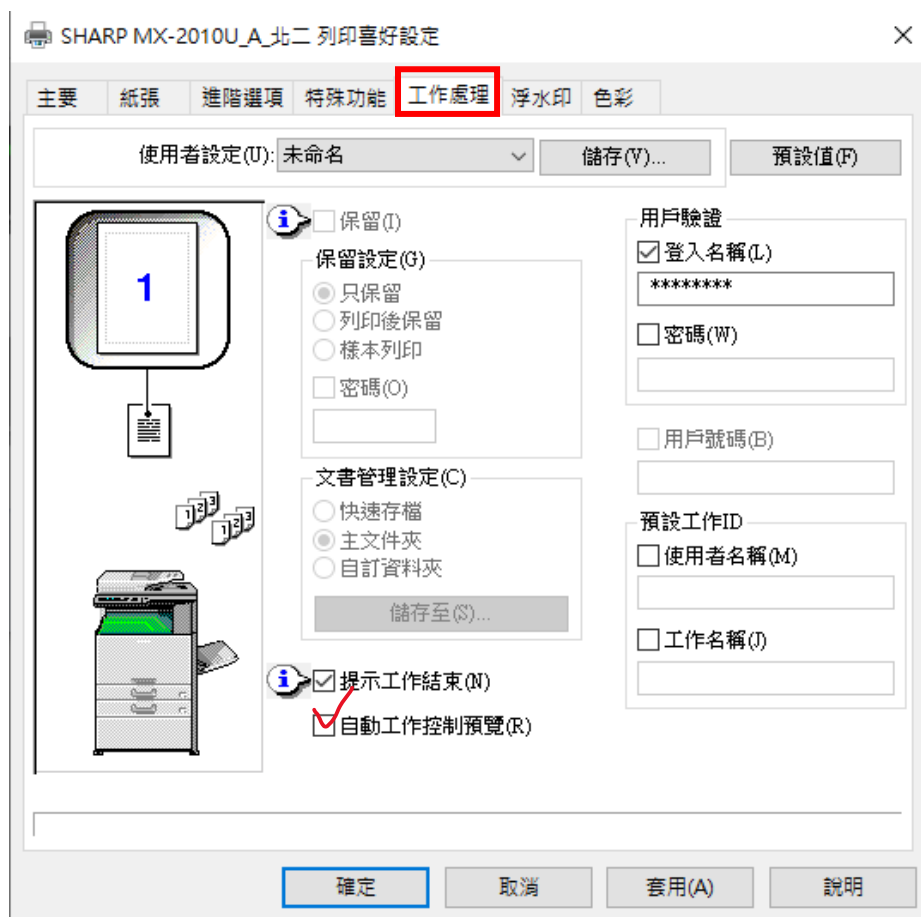 SHARP MX-2010U_A_北二 列印喜好設定
主要 紙張 進階選項 特殊功能 工作處理 浮水印 色彩
使用者設定(U): 未命名 儲存(V)... 預設值(F)
1
保留(I)
保留設定(G)
只保留
列印後保留
樣本列印
密碼(O)
文書管理設定(C)
快速存檔
主文件夾
自訂資料夾
儲存至(S)...
提示工作結束(N)
自動工作控制預覽(R)
用戶驗證
登入名稱(L)
********
密碼(W)
用戶號碼(B)
預設工作ID
使用者名稱(M)
工作名稱(J)
1 2 3
1 2 3
確定 取消 套用(A) 說明